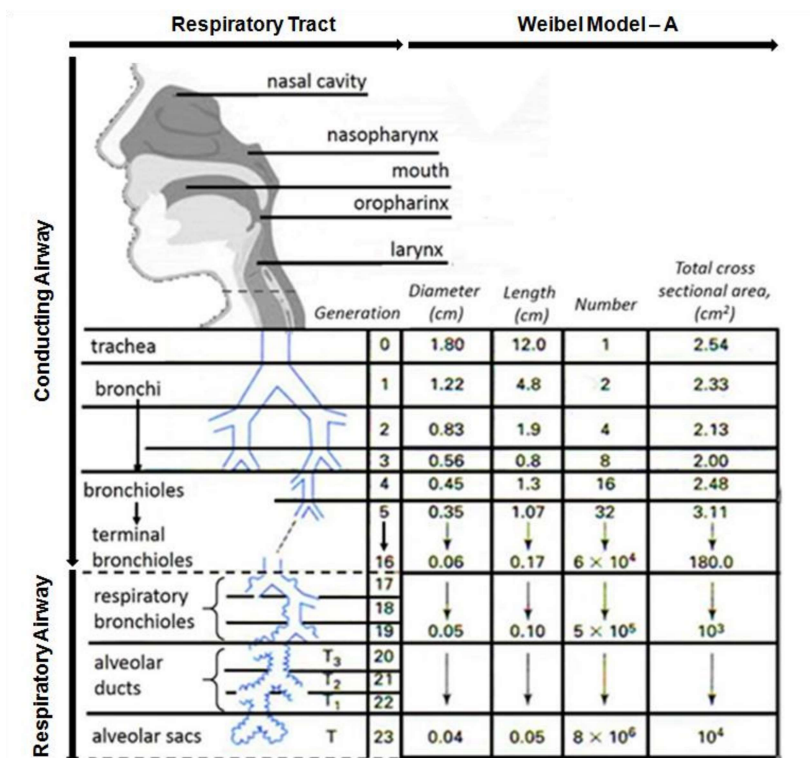 Respiratory Tract
Weibel Model – A
Conducting Airway
Respiratory Airway
nasal cavity
nasopharynx
mouth
oropharinx
larynx
Generation
Diameter (cm)
Length (cm)
Number
Total cross sectional area, (cm²)
trachea 0 1.80 12.0 1 2.54
bronchi 1 1.22 4.8 2 2.33
2 0.83 1.9 4 2.13
3 0.56 0.8 8 2.00
bronchioles 4 0.45 1.3 16 2.48
5 0.35 1.07 32 3.11
terminal
bronchioles 16 0.06 0.17 6 × 10⁴ 180.0
17
respiratory
18
bronchioles
19 0.05 0.10 5 × 10⁵ 10³
alveolar T₃ 20
ducts T₂ 21
T₁ 22
alveolar sacs T 23 0.04 0.05 8 × 10⁶ 10⁴